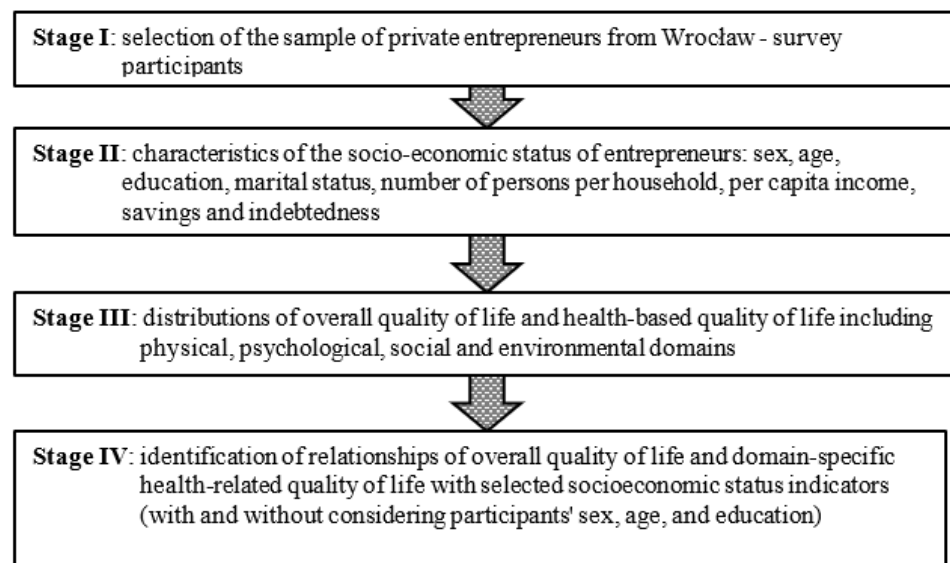 Stage I: selection of the sample of private entrepreneurs from Wrocław - survey
participants
Stage II: characteristics of the socio-economic status of entrepreneurs: sex, age,
education, marital status, number of persons per household, per capita income,
savings and indebtedness
Stage III: distributions of overall quality of life and health-based quality of life including
physical, psychological, social and environmental domains
Stage IV: identification of relationships of overall quality of life and domain-specific
health-related quality of life with selected socioeconomic status indicators
(with and without considering participants' sex, age, and education)